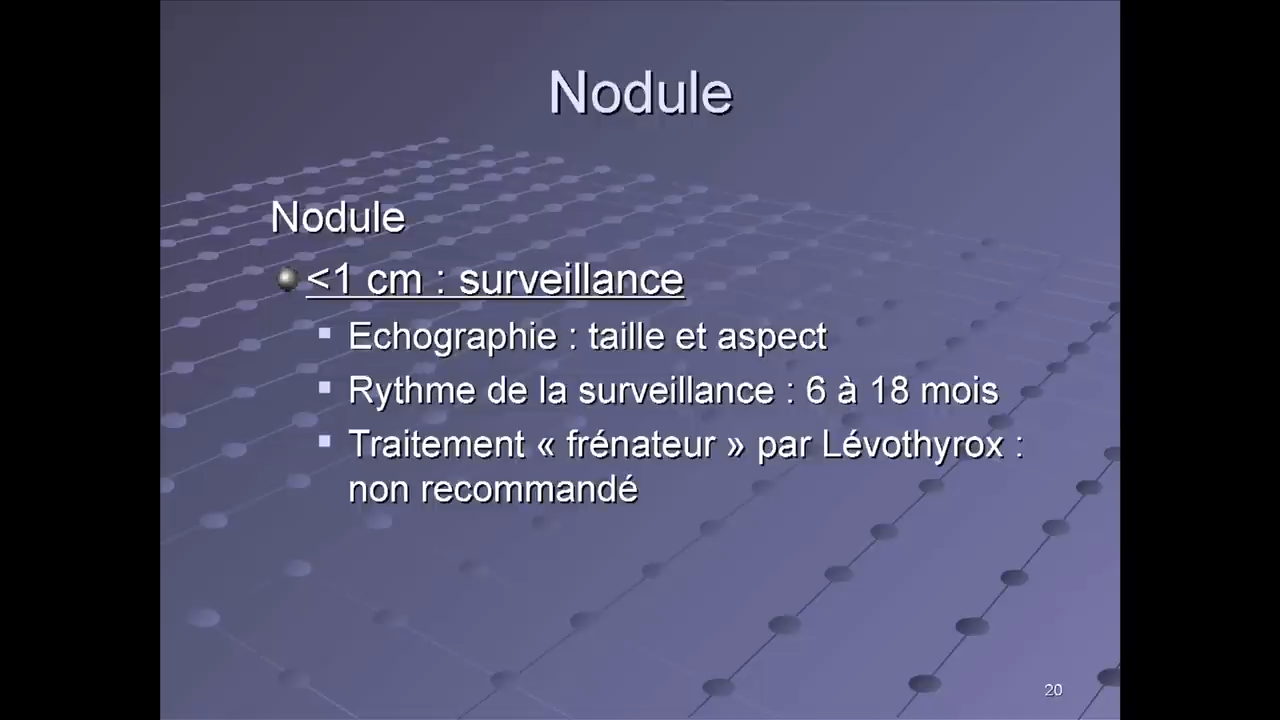 Nodule
Nodule
<1 cm : surveillance
Echographie : taille et aspect
Rythme de la surveillance : 6 à 18 mois
Traitement « frénateur » par Lévothyrox :
non recommandé
20